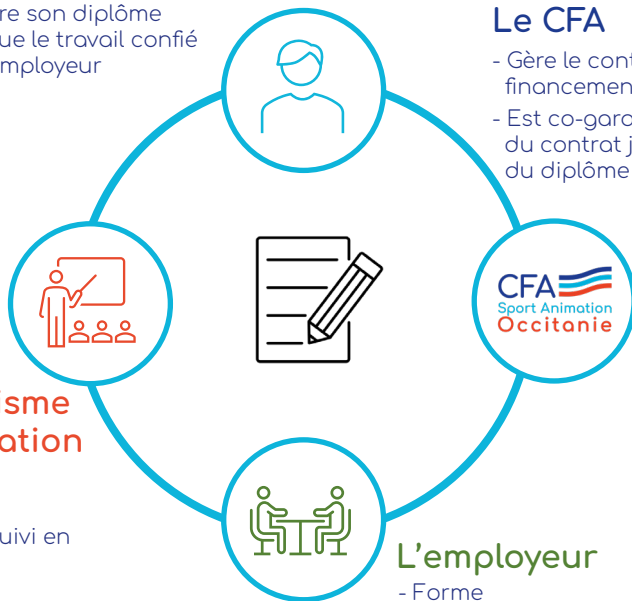 re son diplôme
ue le travail confié
mployeur
Le CFA
- Gère le cont
financement
- Est co-gara
du contrat j
du diplôme
CFA
Sport Animation
Occitanie
isme
ation
uivi en
L'employeur
- Forme